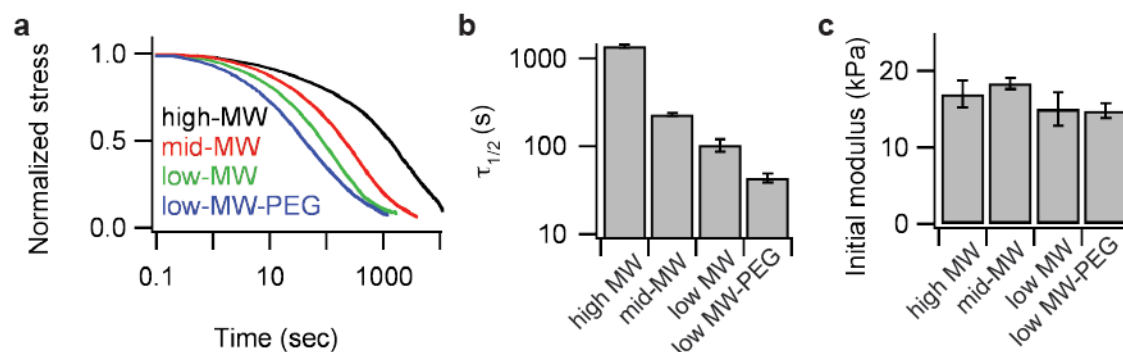 a
Normalized stress
1.0
0.5
0.0
high-MW
mid-MW
low-MW
low-MW-PEG
0.1
10
1000
Time (sec)
b
τ1/2 (s)
1000
100
10
high MW
mid-MW
low MW
low MW-PEG
c
Initial modulus (kPa)
20
10
0
high MW
mid-MW
low MW
low MW-PEG